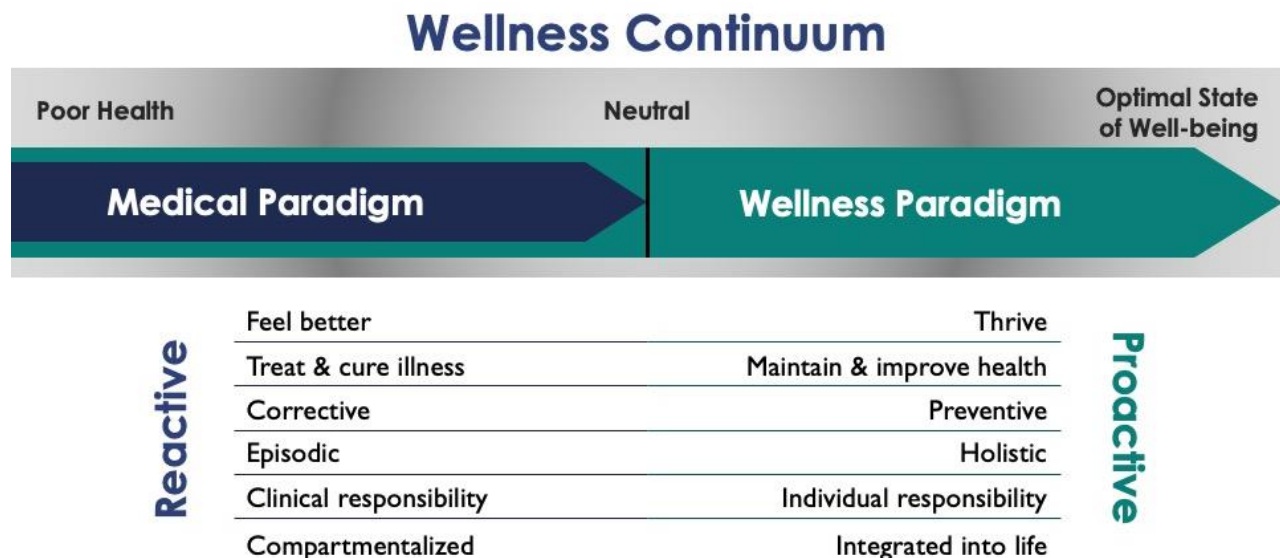 Wellness Continuum
Poor Health
Neutral
Optimal State
of Well-being
Medical Paradigm
Wellness Paradigm
Reactive
Proactive
Feel better
Thrive
Treat & cure illness
Maintain & improve health
Corrective
Preventive
Episodic
Holistic
Clinical responsibility
Individual responsibility
Compartmentalized
Integrated into life